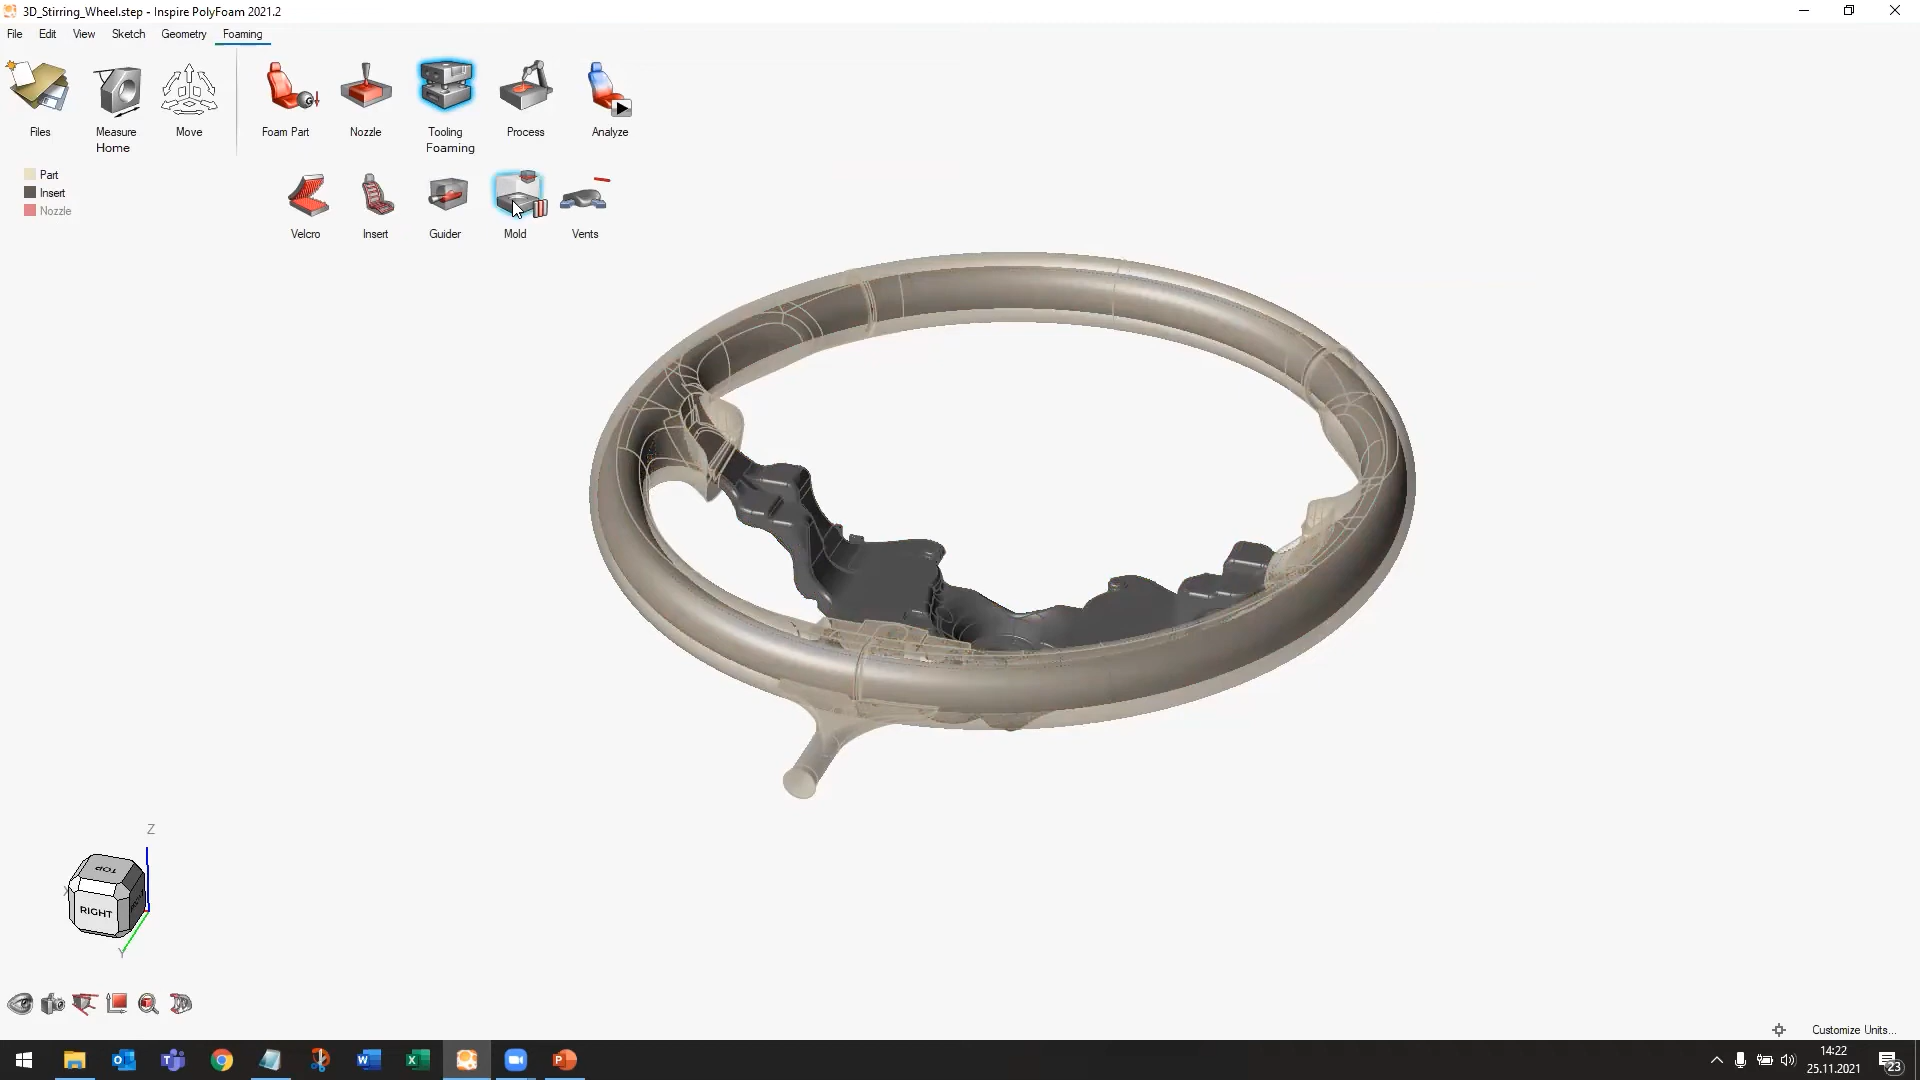 3D_Stirring_Wheel.step - Inspire PolyFoam 2021.2
File Edit View Sketch Geometry Foaming
Files Measure Move Foam Part Nozzle Tooling Process Analyze
Home Foaming
Part
Insert
Nozzle
Velcro Insert Guider Mold Vents
Z
TOP
X
RIGHT
Y
Customize Units...
14:22
25.11.2021
23